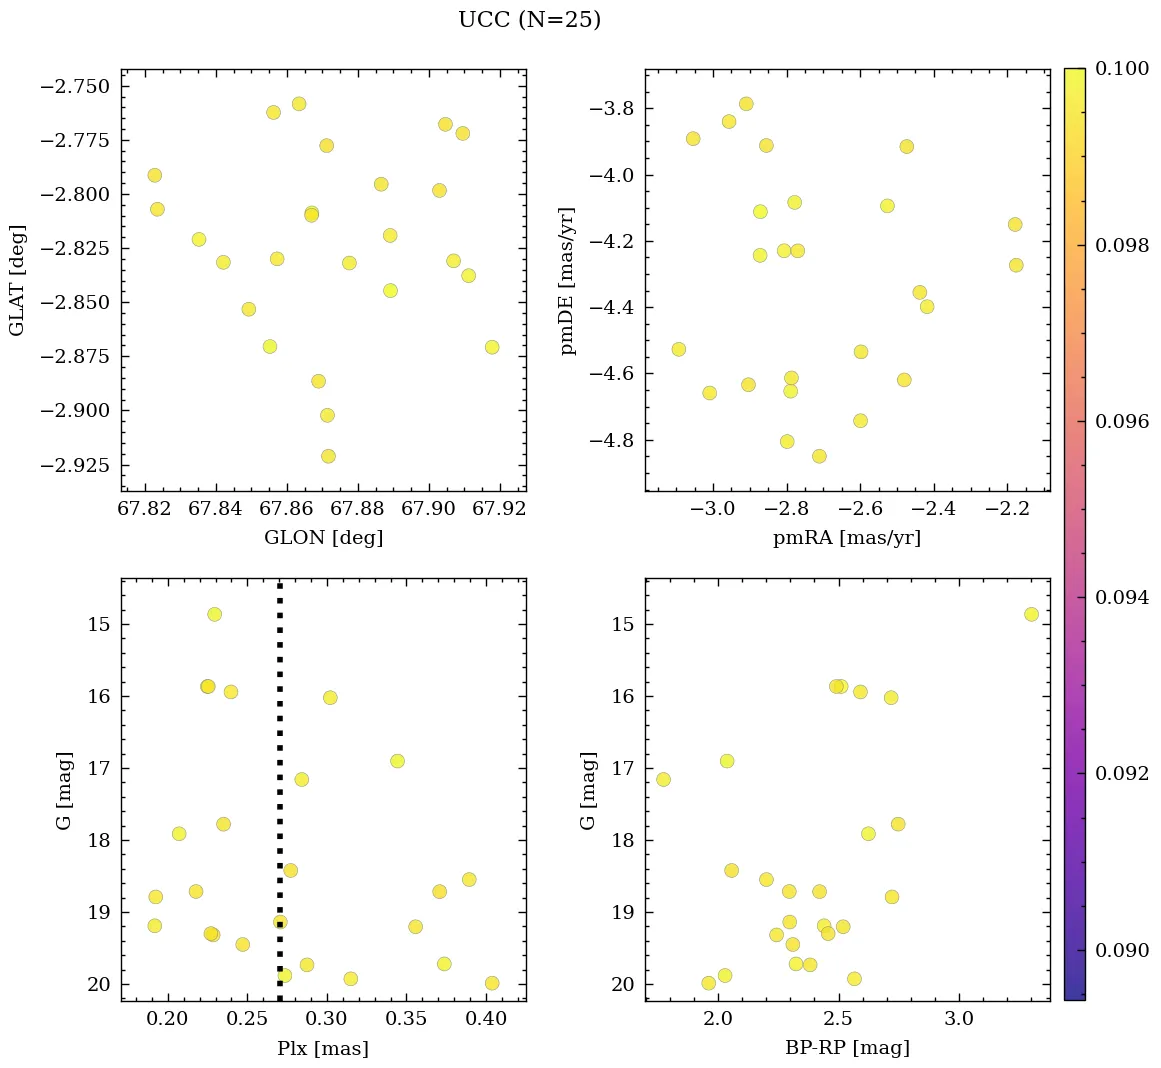 UCC (N=25)
−2.750
−2.775
−2.800
−2.825
−2.850
−2.875
−2.900
−2.925
GLAT [deg]
67.82 67.84 67.86 67.88 67.90 67.92
GLON [deg]
−3.8
−4.0
−4.2
−4.4
−4.6
−4.8
pmDE [mas/yr]
−3.0 −2.8 −2.6 −2.4 −2.2
pmRA [mas/yr]
15
16
17
18
19
20
G [mag]
0.20 0.25 0.30 0.35 0.40
Plx [mas]
15
16
17
18
19
20
G [mag]
2.0 2.5 3.0
BP-RP [mag]
0.100
0.098
0.096
0.094
0.092
0.090